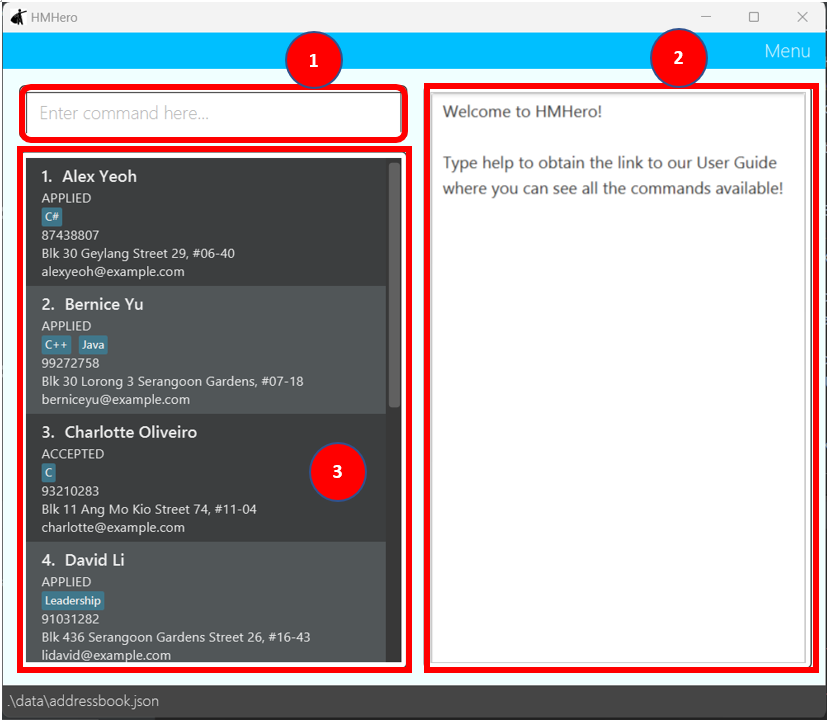 HMHero
Menu
1
2
Enter command here...
Welcome to HMHero!
Type help to obtain the link to our User Guide
where you can see all the commands available!
1. Alex Yeoh
APPLIED
C#
87438807
Blk 30 Geylang Street 29, #06-40
alexyeoh@example.com
2. Bernice Yu
APPLIED
C++ Java
99272758
Blk 30 Lorong 3 Serangoon Gardens, #07-18
berniceyu@example.com
3. Charlotte Oliveiro
ACCEPTED
C
3
93210283
Blk 11 Ang Mo Kio Street 74, #11-04
charlotte@example.com
4. David Li
APPLIED
Leadership
91031282
Blk 436 Serangoon Gardens Street 26, #16-43
lidavid@example.com
.\data\addressbook.json